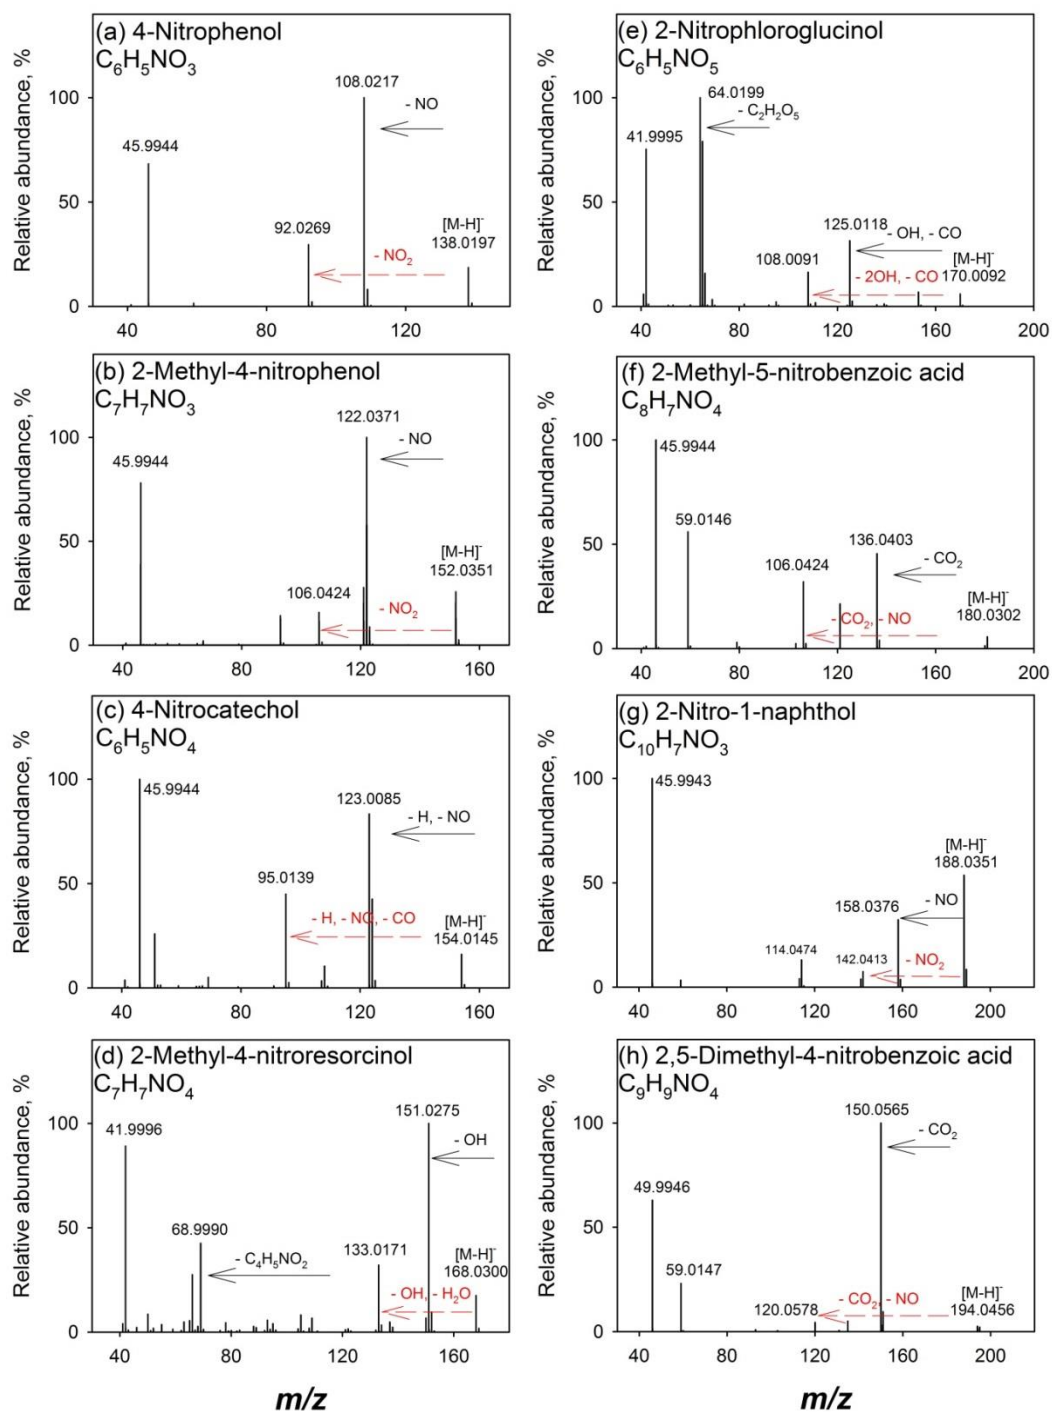 (a) 4-Nitrophenol
C₆H₅NO₃
Relative abundance, %
100
50
0
108.0217
- NO
45.9944
92.0269
- NO₂
[M-H]⁻
138.0197
40
80
120
(b) 2-Methyl-4-nitrophenol
C₇H₇NO₃
Relative abundance, %
100
50
0
122.0371
- NO
45.9944
[M-H]⁻
152.0351
106.0424
- NO₂
40
80
120
160
(c) 4-Nitrocatechol
C₆H₅NO₄
Relative abundance, %
100
50
0
45.9944
123.0085
- H, - NO
95.0139
- H, - NO, - CO
[M-H]⁻
154.0145
40
80
120
160
(d) 2-Methyl-4-nitroresorcinol
C₇H₇NO₄
Relative abundance, %
100
50
0
151.0275
41.9996
- OH
68.9990
- C₄H₅NO₂
133.0171
[M-H]⁻
168.0300
- OH, - H₂O
40
80
120
160
m/z
(e) 2-Nitrophloroglucinol
C₆H₅NO₅
Relative abundance, %
100
50
0
64.0199
- C₂H₂O₅
41.9995
125.0118
- OH, - CO
108.0091
[M-H]⁻
170.0092
- 2OH, - CO
40
80
120
160
200
(f) 2-Methyl-5-nitrobenzoic acid
C₈H₇NO₄
Relative abundance, %
100
50
0
45.9944
59.0146
136.0403
106.0424
- CO₂
[M-H]⁻
180.0302
- CO₂, - NO
40
80
120
160
200
(g) 2-Nitro-1-naphthol
C₁₀H₇NO₃
Relative abundance, %
100
50
0
45.9943
[M-H]⁻
188.0351
158.0376
- NO
114.0474
142.0413
- NO₂
40
80
120
160
200
(h) 2,5-Dimethyl-4-nitrobenzoic acid
C₉H₉NO₄
Relative abundance, %
100
50
0
150.0565
- CO₂
49.9946
59.0147
120.0578
- CO₂, - NO
[M-H]⁻
194.0456
40
80
120
160
200
m/z